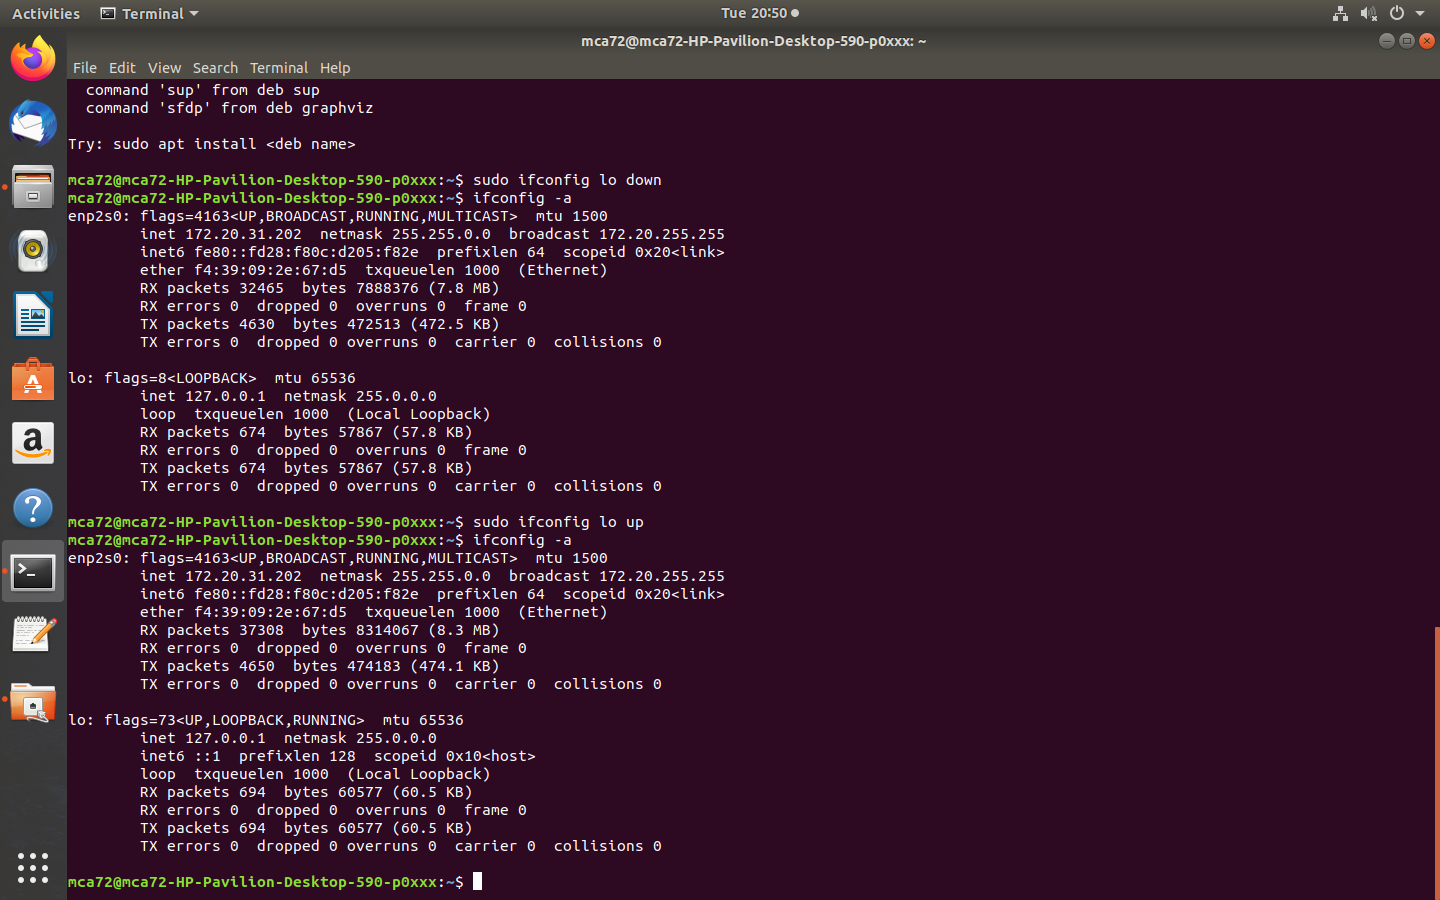 Activities
Terminal
Tue 20:50
mca72@mca72-HP-Pavilion-Desktop-590-p0xxx: ~
File Edit View Search Terminal Help
command 'sup' from deb sup
command 'sfdp' from deb graphviz
Try: sudo apt install <deb name>
mca72@mca72-HP-Pavilion-Desktop-590-p0xxx:~$ sudo ifconfig lo down
mca72@mca72-HP-Pavilion-Desktop-590-p0xxx:~$ ifconfig -a
enp2s0: flags=4163<UP,BROADCAST,RUNNING,MULTICAST>  mtu 1500
inet 172.20.31.202  netmask 255.255.0.0  broadcast 172.20.255.255
inet6 fe80::fd28:f80c:d205:f82e  prefixlen 64  scopeid 0x20<link>
ether f4:39:09:2e:67:d5  txqueuelen 1000  (Ethernet)
RX packets 32465  bytes 7888376 (7.8 MB)
RX errors 0  dropped 0  overruns 0  frame 0
TX packets 4630  bytes 472513 (472.5 KB)
TX errors 0  dropped 0 overruns 0  carrier 0  collisions 0
lo: flags=8<LOOPBACK>  mtu 65536
inet 127.0.0.1  netmask 255.0.0.0
loop  txqueuelen 1000  (Local Loopback)
RX packets 674  bytes 57867 (57.8 KB)
RX errors 0  dropped 0  overruns 0  frame 0
TX packets 674  bytes 57867 (57.8 KB)
TX errors 0  dropped 0 overruns 0  carrier 0  collisions 0
mca72@mca72-HP-Pavilion-Desktop-590-p0xxx:~$ sudo ifconfig lo up
mca72@mca72-HP-Pavilion-Desktop-590-p0xxx:~$ ifconfig -a
enp2s0: flags=4163<UP,BROADCAST,RUNNING,MULTICAST>  mtu 1500
inet 172.20.31.202  netmask 255.255.0.0  broadcast 172.20.255.255
inet6 fe80::fd28:f80c:d205:f82e  prefixlen 64  scopeid 0x20<link>
ether f4:39:09:2e:67:d5  txqueuelen 1000  (Ethernet)
RX packets 37308  bytes 8314067 (8.3 MB)
RX errors 0  dropped 0  overruns 0  frame 0
TX packets 4650  bytes 474183 (474.1 KB)
TX errors 0  dropped 0 overruns 0  carrier 0  collisions 0
lo: flags=73<UP,LOOPBACK,RUNNING>  mtu 65536
inet 127.0.0.1  netmask 255.0.0.0
inet6 ::1  prefixlen 128  scopeid 0x10<host>
loop  txqueuelen 1000  (Local Loopback)
RX packets 694  bytes 60577 (60.5 KB)
RX errors 0  dropped 0  overruns 0  frame 0
TX packets 694  bytes 60577 (60.5 KB)
TX errors 0  dropped 0 overruns 0  carrier 0  collisions 0
mca72@mca72-HP-Pavilion-Desktop-590-p0xxx:~$